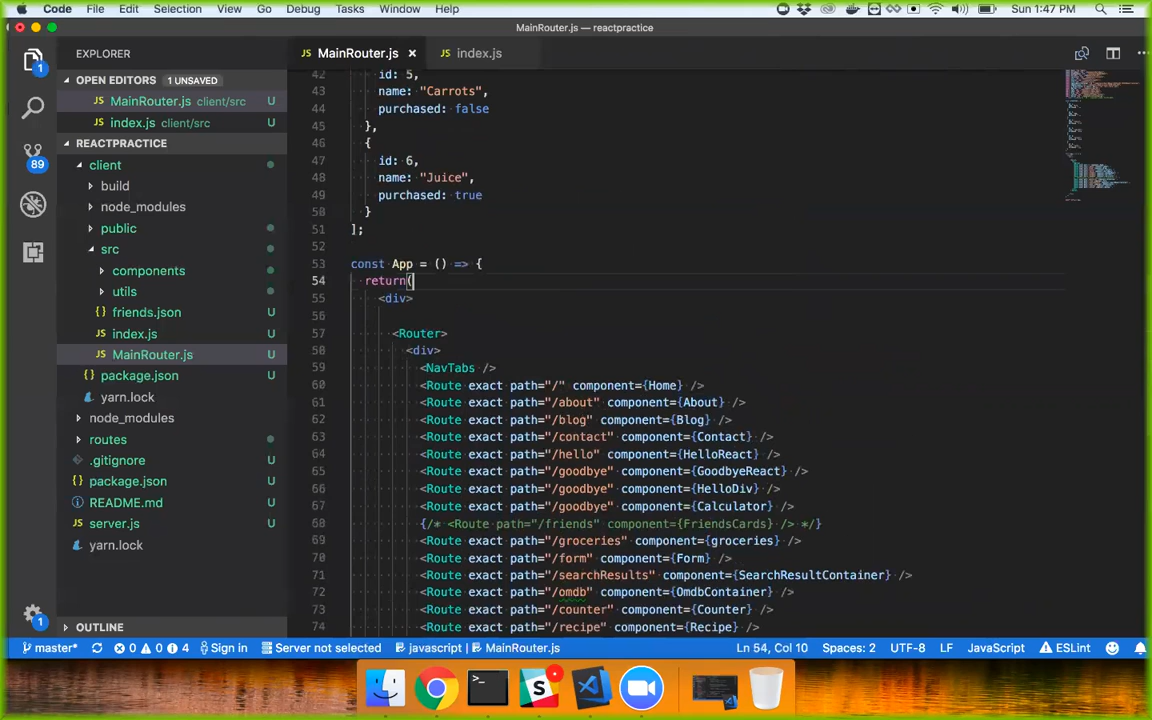 Code File Edit Selection View Go Debug Tasks Window Help Sun 1:47 PM
MainRouter.js — reactpractice
EXPLORER
MainRouter.js × index.js
OPEN EDITORS 1 UNSAVED
JS MainRouter.js client/src U
JS index.js client/src U
REACTPRACTICE
client
build
node_modules
public
src
components
utils
{} friends.json U
JS index.js U
JS MainRouter.js U
{} package.json U
yarn.lock
node_modules
routes
.gitignore U
{} package.json U
README.md U
JS server.js U
yarn.lock
OUTLINE
1
89
1
42 id: 5,
43 name: "Carrots",
44 purchased: false
45 },
46 {
47 id: 6,
48 name: "Juice",
49 purchased: true
50 }
51 ];
52
53 const App = () => {
54 return(
55 <div>
56
57 <Router>
58 <div>
59 <NavTabs />
60 <Route exact path="/" component={Home} />
61 <Route exact path="/about" component={About} />
62 <Route exact path="/blog" component={Blog} />
63 <Route exact path="/contact" component={Contact} />
64 <Route exact path="/hello" component={HelloReact} />
65 <Route exact path="/goodbye" component={GoodbyeReact} />
66 <Route exact path="/goodbye" component={HelloDiv} />
67 <Route exact path="/goodbye" component={Calculator} />
68 {/* <Route path="/friends" component={FriendsCards} /> */}
69 <Route exact path="/groceries" component={groceries} />
70 <Route exact path="/form" component={Form} />
71 <Route exact path="/searchResults" component={SearchResultContainer} />
72 <Route exact path="/omdb" component={OmdbContainer} />
73 <Route exact path="/counter" component={Counter} />
74 <Route exact path="/recipe" component={Recipe} />
master* 0 0 4 Sign in Server not selected javascript | MainRouter.js Ln 54, Col 10 Spaces: 2 UTF-8 LF JavaScript ESLint